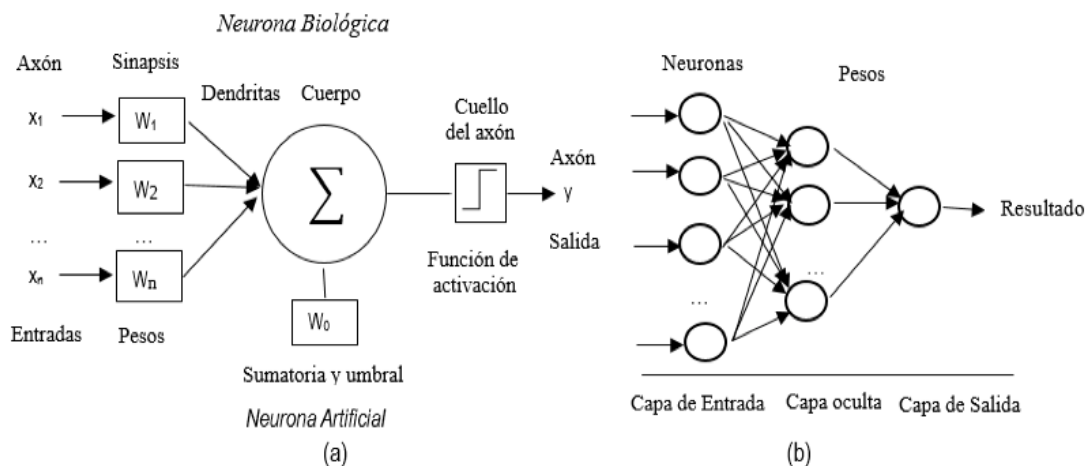 Neurona Biológica
Axón
Sinapsis
Dendritas
Cuerpo
Cuello
del axón
Axón
x1
W1
x2
W2
...
...
xn
Wn
∑
y
Salida
Función de
activación
W0
Entradas
Pesos
Sumatoria y umbral
Neurona Artificial
(a)
Neuronas
Pesos
Resultado
...
...
Capa de Entrada
Capa oculta
Capa de Salida
(b)